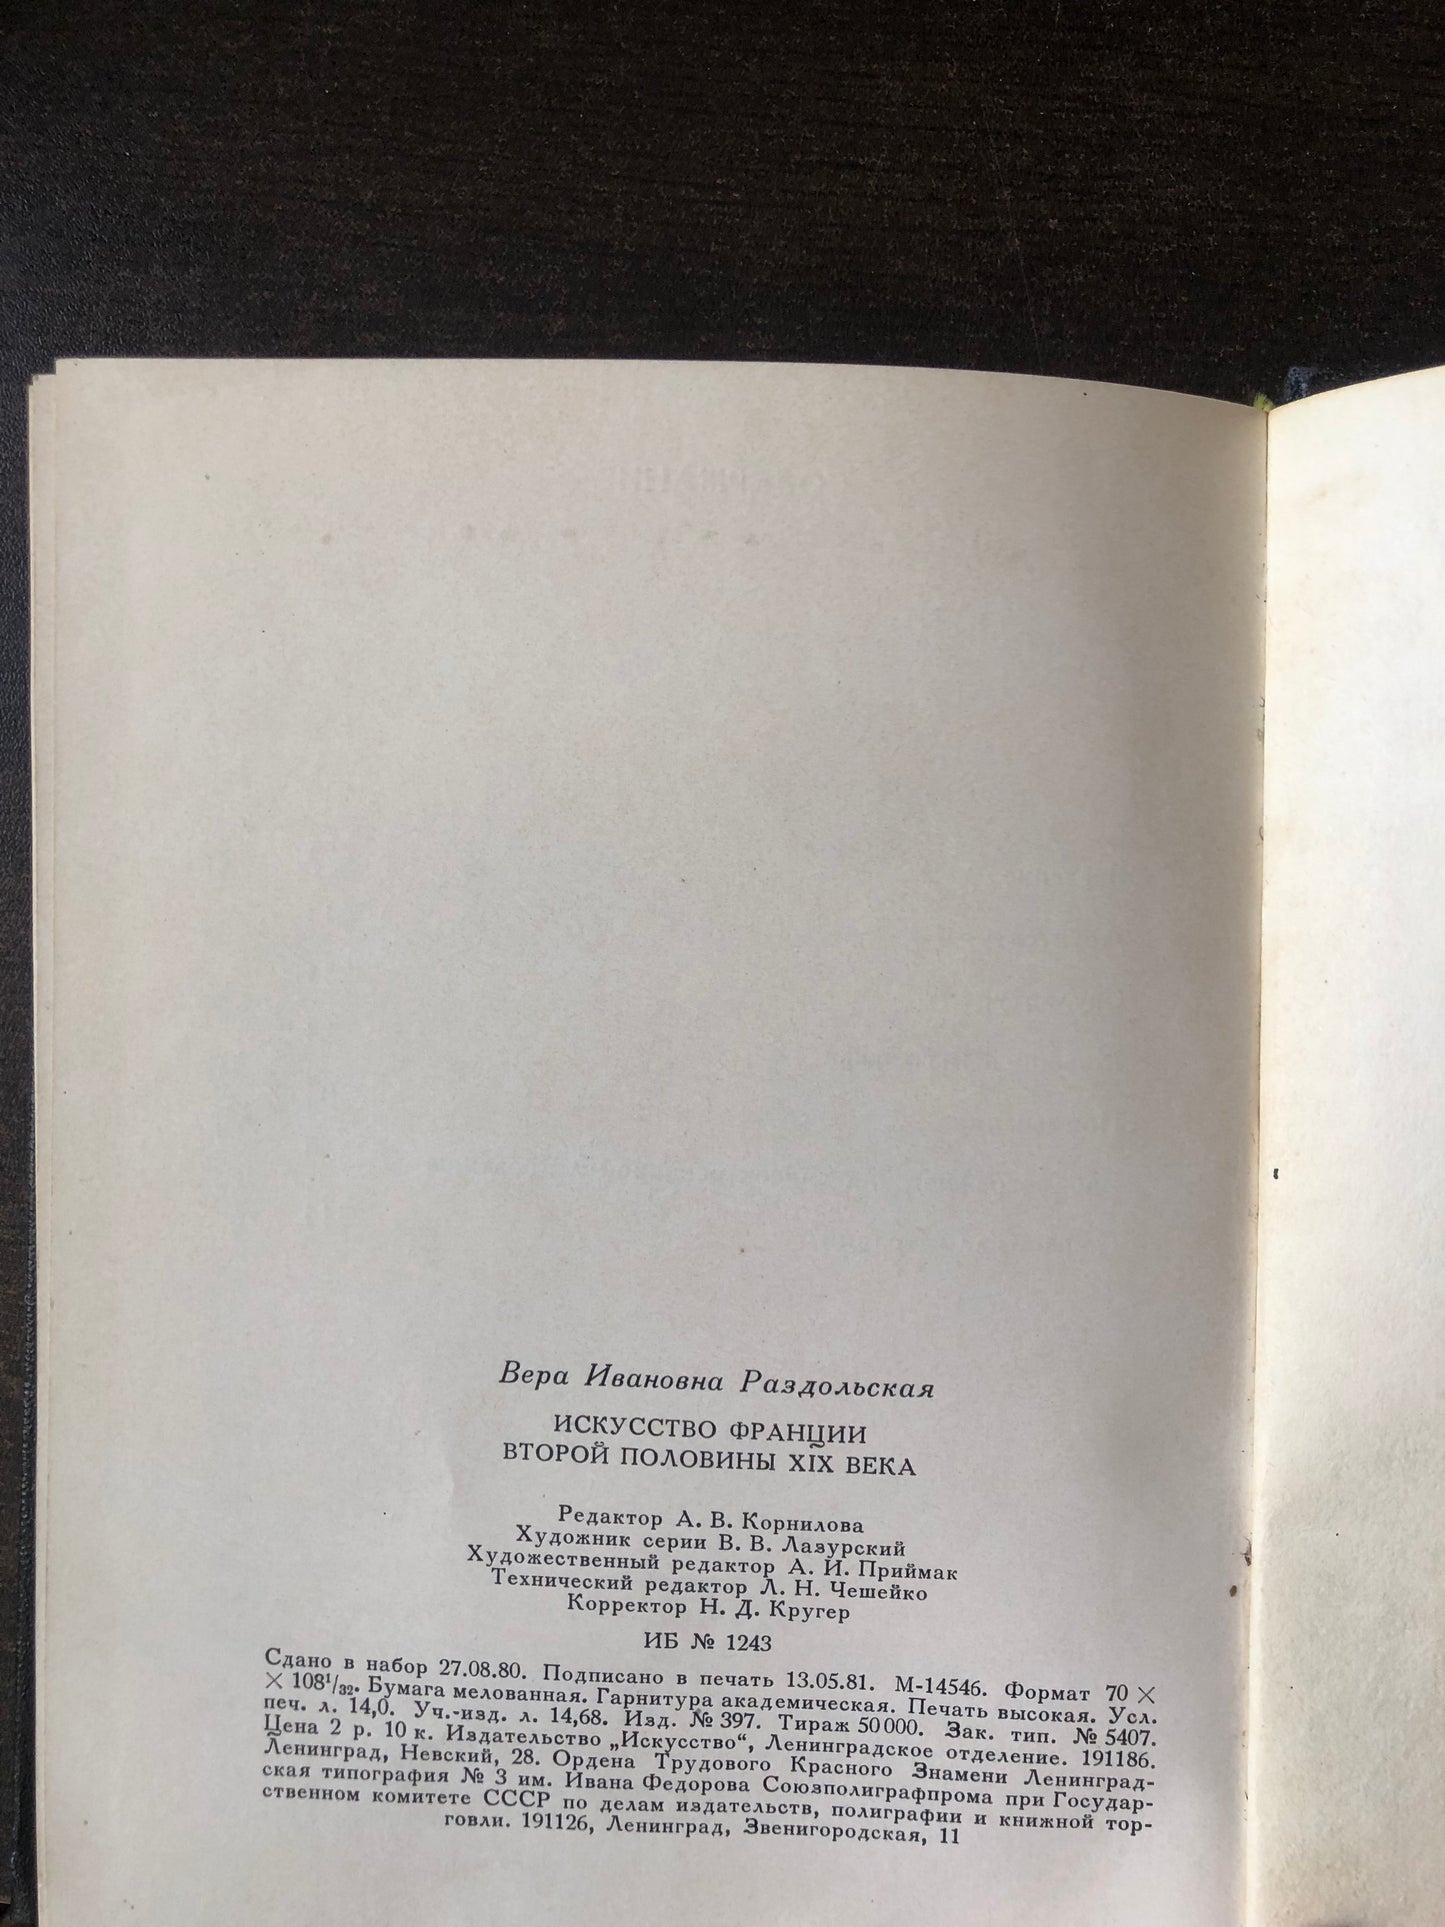 Вера Ивановна Раздольская
ИСКУССТВО ФРАНЦИИ
ВТОРОЙ ПОЛОВИНЫ XIX ВЕКА
Редактор А. В. Корнилова
Художник серии В. В. Лазурский
Художественный редактор А. И. Приймак
Технический редактор Л. Н. Чешейко
Корректор Н. Д. Кругер
ИБ № 1243
Сдано в набор 27.08.80. Подписано в печать 13.05.81. М-14546. Формат 70 ×
× 108¹/₃₂. Бумага мелованная. Гарнитура академическая. Печать высокая. Усл.
печ. л. 14,0. Уч.-изд. л. 14,68. Изд. № 397. Тираж 50 000. Зак. тип. № 5407.
Цена 2 р. 10 к. Издательство „Искусство“, Ленинградское отделение. 191186.
Ленинград, Невский, 28. Ордена Трудового Красного Знамени Ленинград-
ская типография № 3 им. Ивана Федорова Союзполиграфпрома при Государ-
ственном комитете СССР по делам издательств, полиграфии и книжной тор-
говли. 191126, Ленинград, Звенигородская, 11